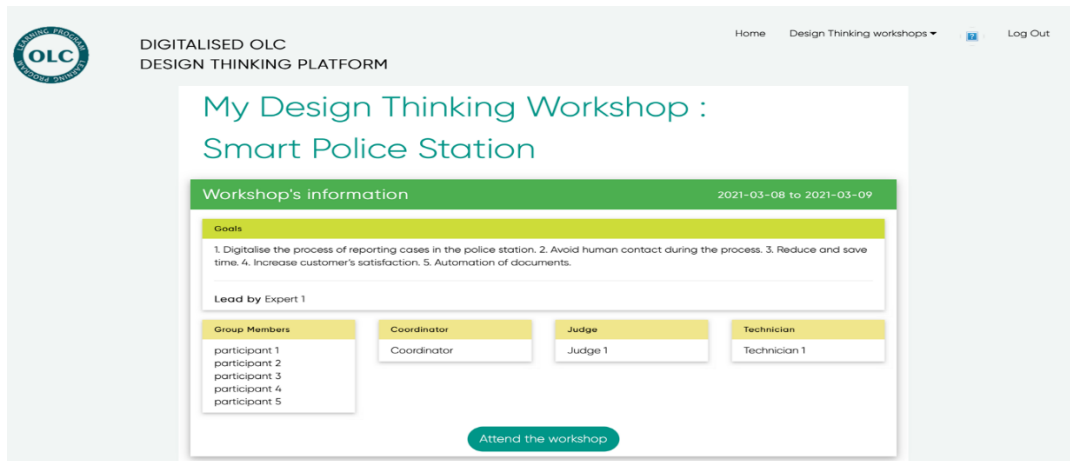 LEARNING PROGRAM
OLC
LEARNING PROGRAM
DIGITALISED OLC
DESIGN THINKING PLATFORM
Home Design Thinking workshops ? Log Out
My Design Thinking Workshop :
Smart Police Station
Workshop's information 2021-03-08 to 2021-03-09
Goals
1. Digitalise the process of reporting cases in the police station. 2. Avoid human contact during the process. 3. Reduce and save
time. 4. Increase customer's satisfaction. 5. Automation of documents.
Lead by Expert 1
Group Members
participant 1
participant 2
participant 3
participant 4
participant 5
Coordinator
Coordinator
Judge
Judge 1
Technician
Technician 1
Attend the workshop